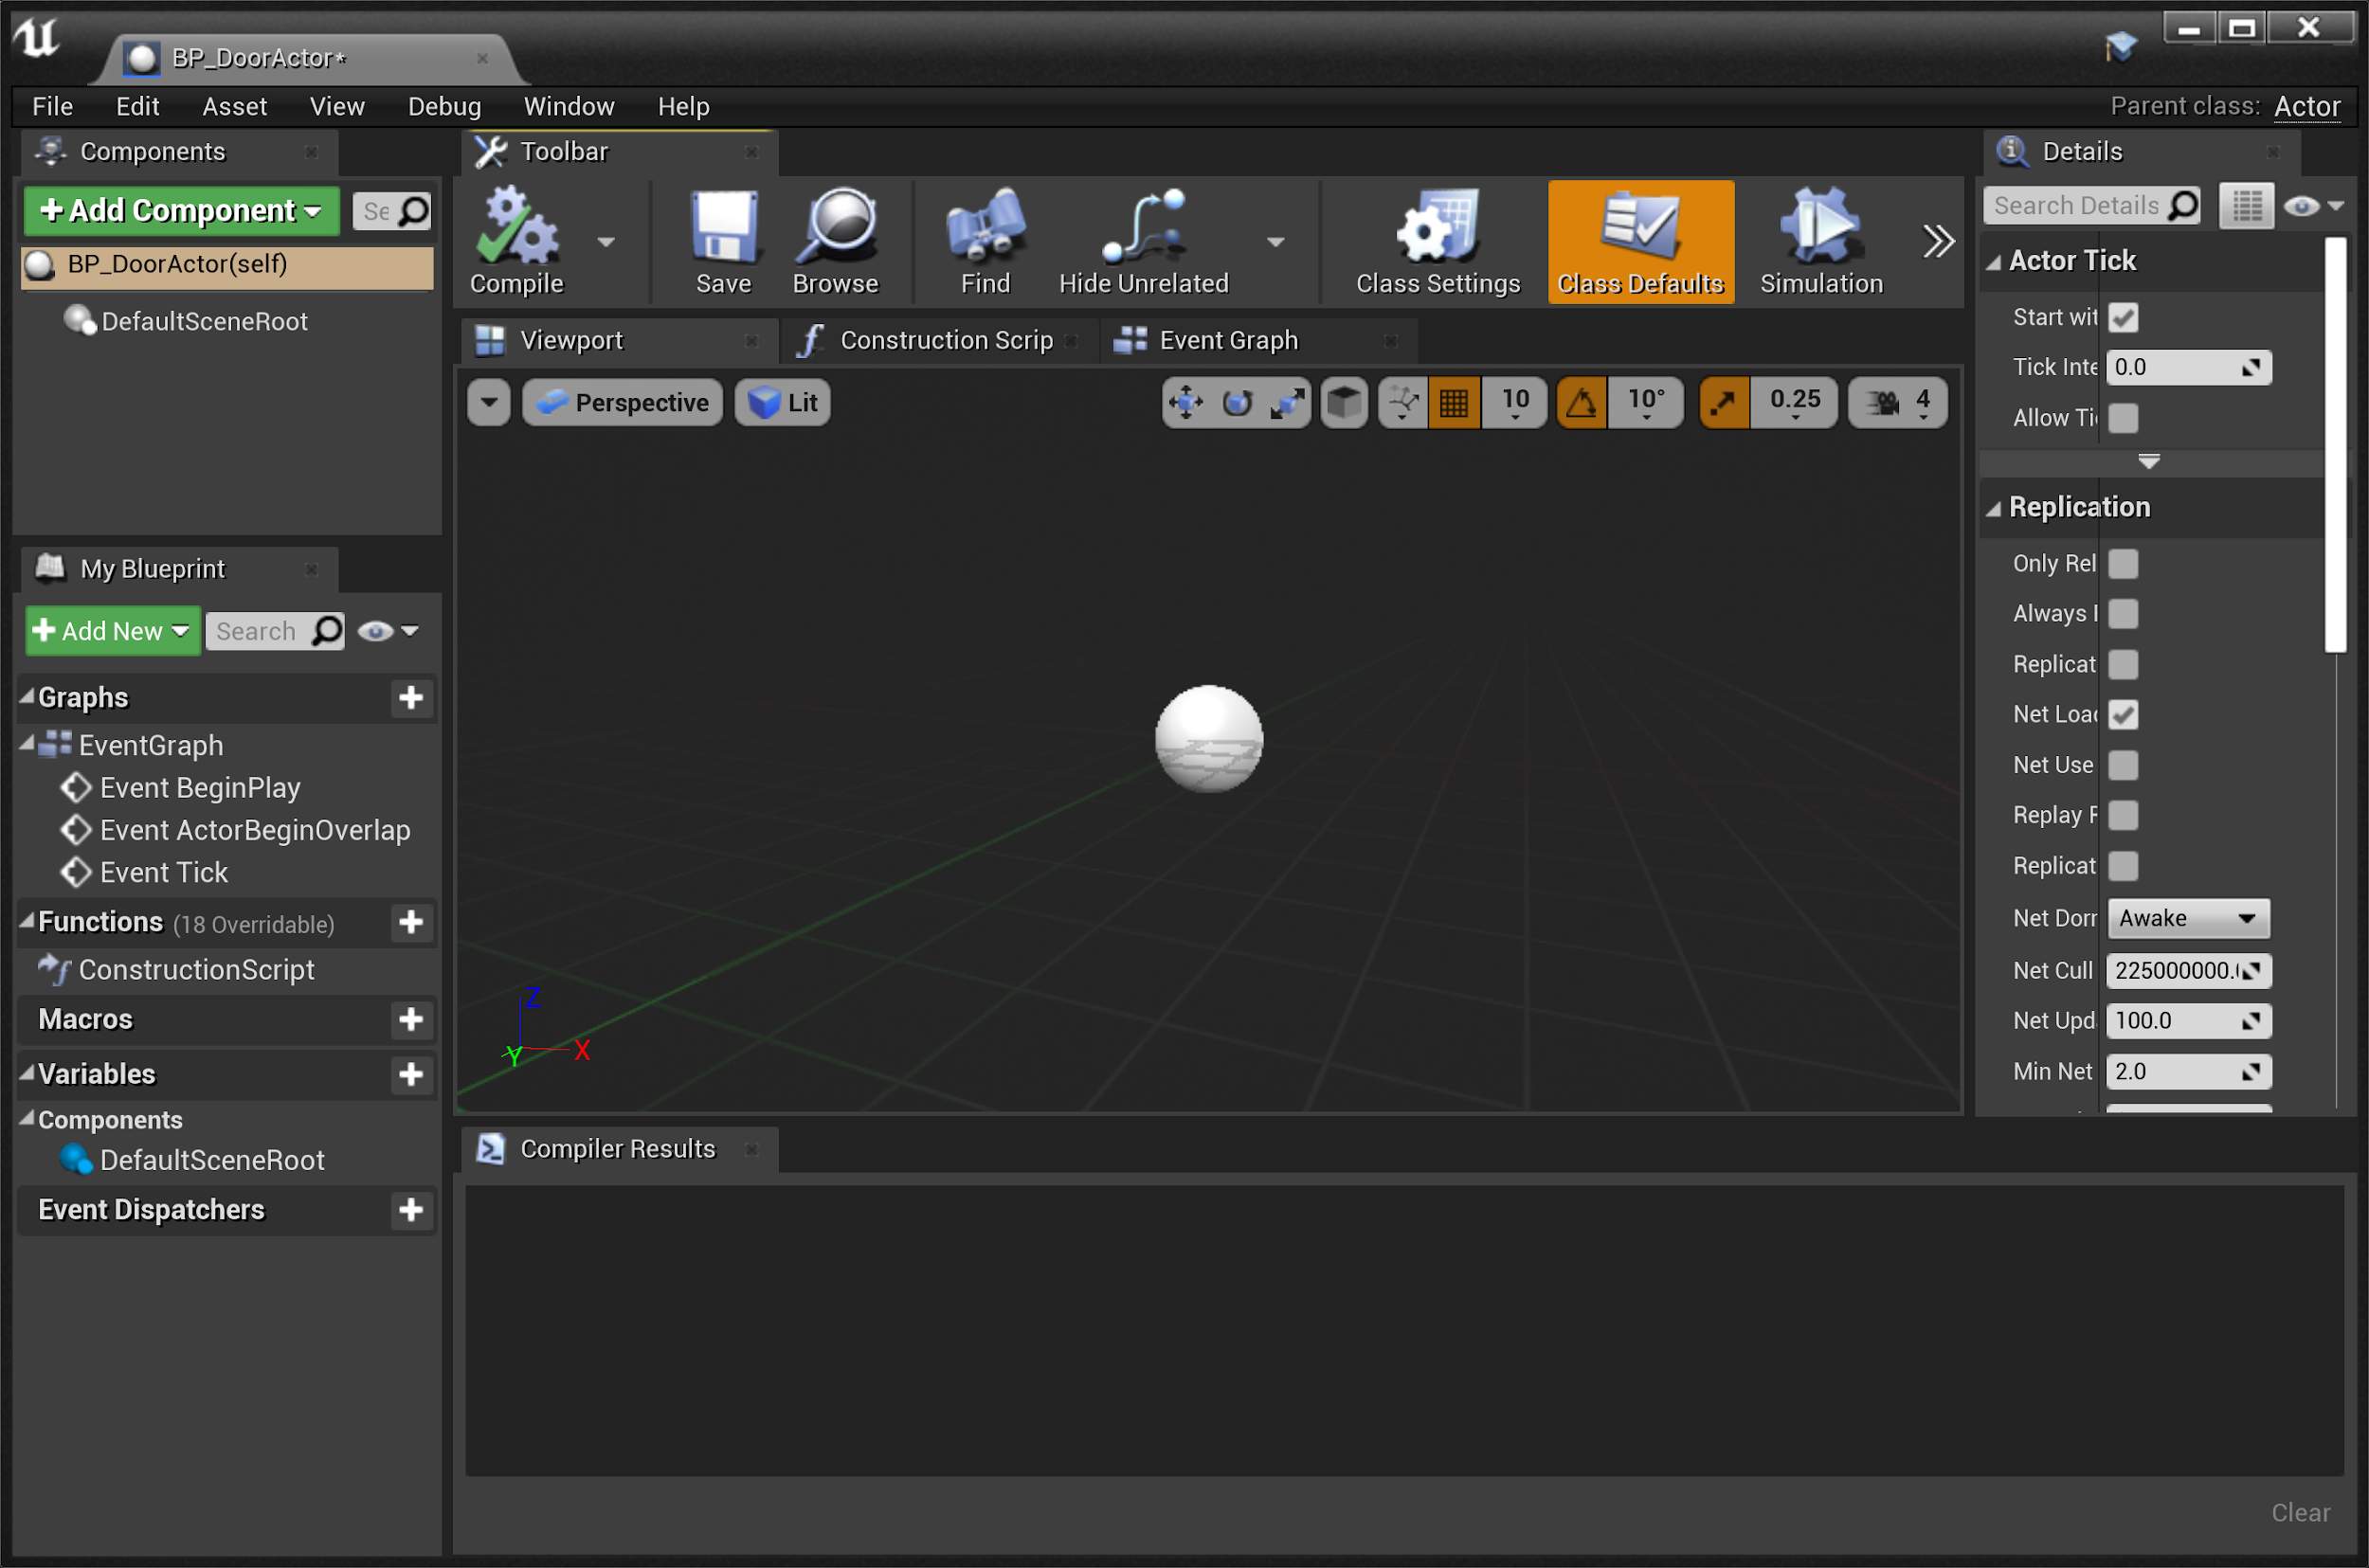 BP_DoorActor*
File Edit Asset View Debug Window Help
Parent class: Actor
Components
Add Component
Se
BP_DoorActor(self)
DefaultSceneRoot
Toolbar
Compile
Save
Browse
Find
Hide Unrelated
Class Settings
Class Defaults
Simulation
Viewport
Construction Scrip
Event Graph
Perspective
Lit
10
10°
0.25
4
Z
Y
X
My Blueprint
Add New
Search
Graphs
EventGraph
Event BeginPlay
Event ActorBeginOverlap
Event Tick
Functions (18 Overridable)
ConstructionScript
Macros
Variables
Components
DefaultSceneRoot
Event Dispatchers
Compiler Results
Clear
Details
Search Details
Actor Tick
Start wit
Tick Inte 0.0
Allow Ti
Replication
Only Rel
Always
Replicat
Net Load
Net Use
Replay
Replicat
Net Dorr Awake
Net Cull 225000000.
Net Upd 100.0
Min Net 2.0